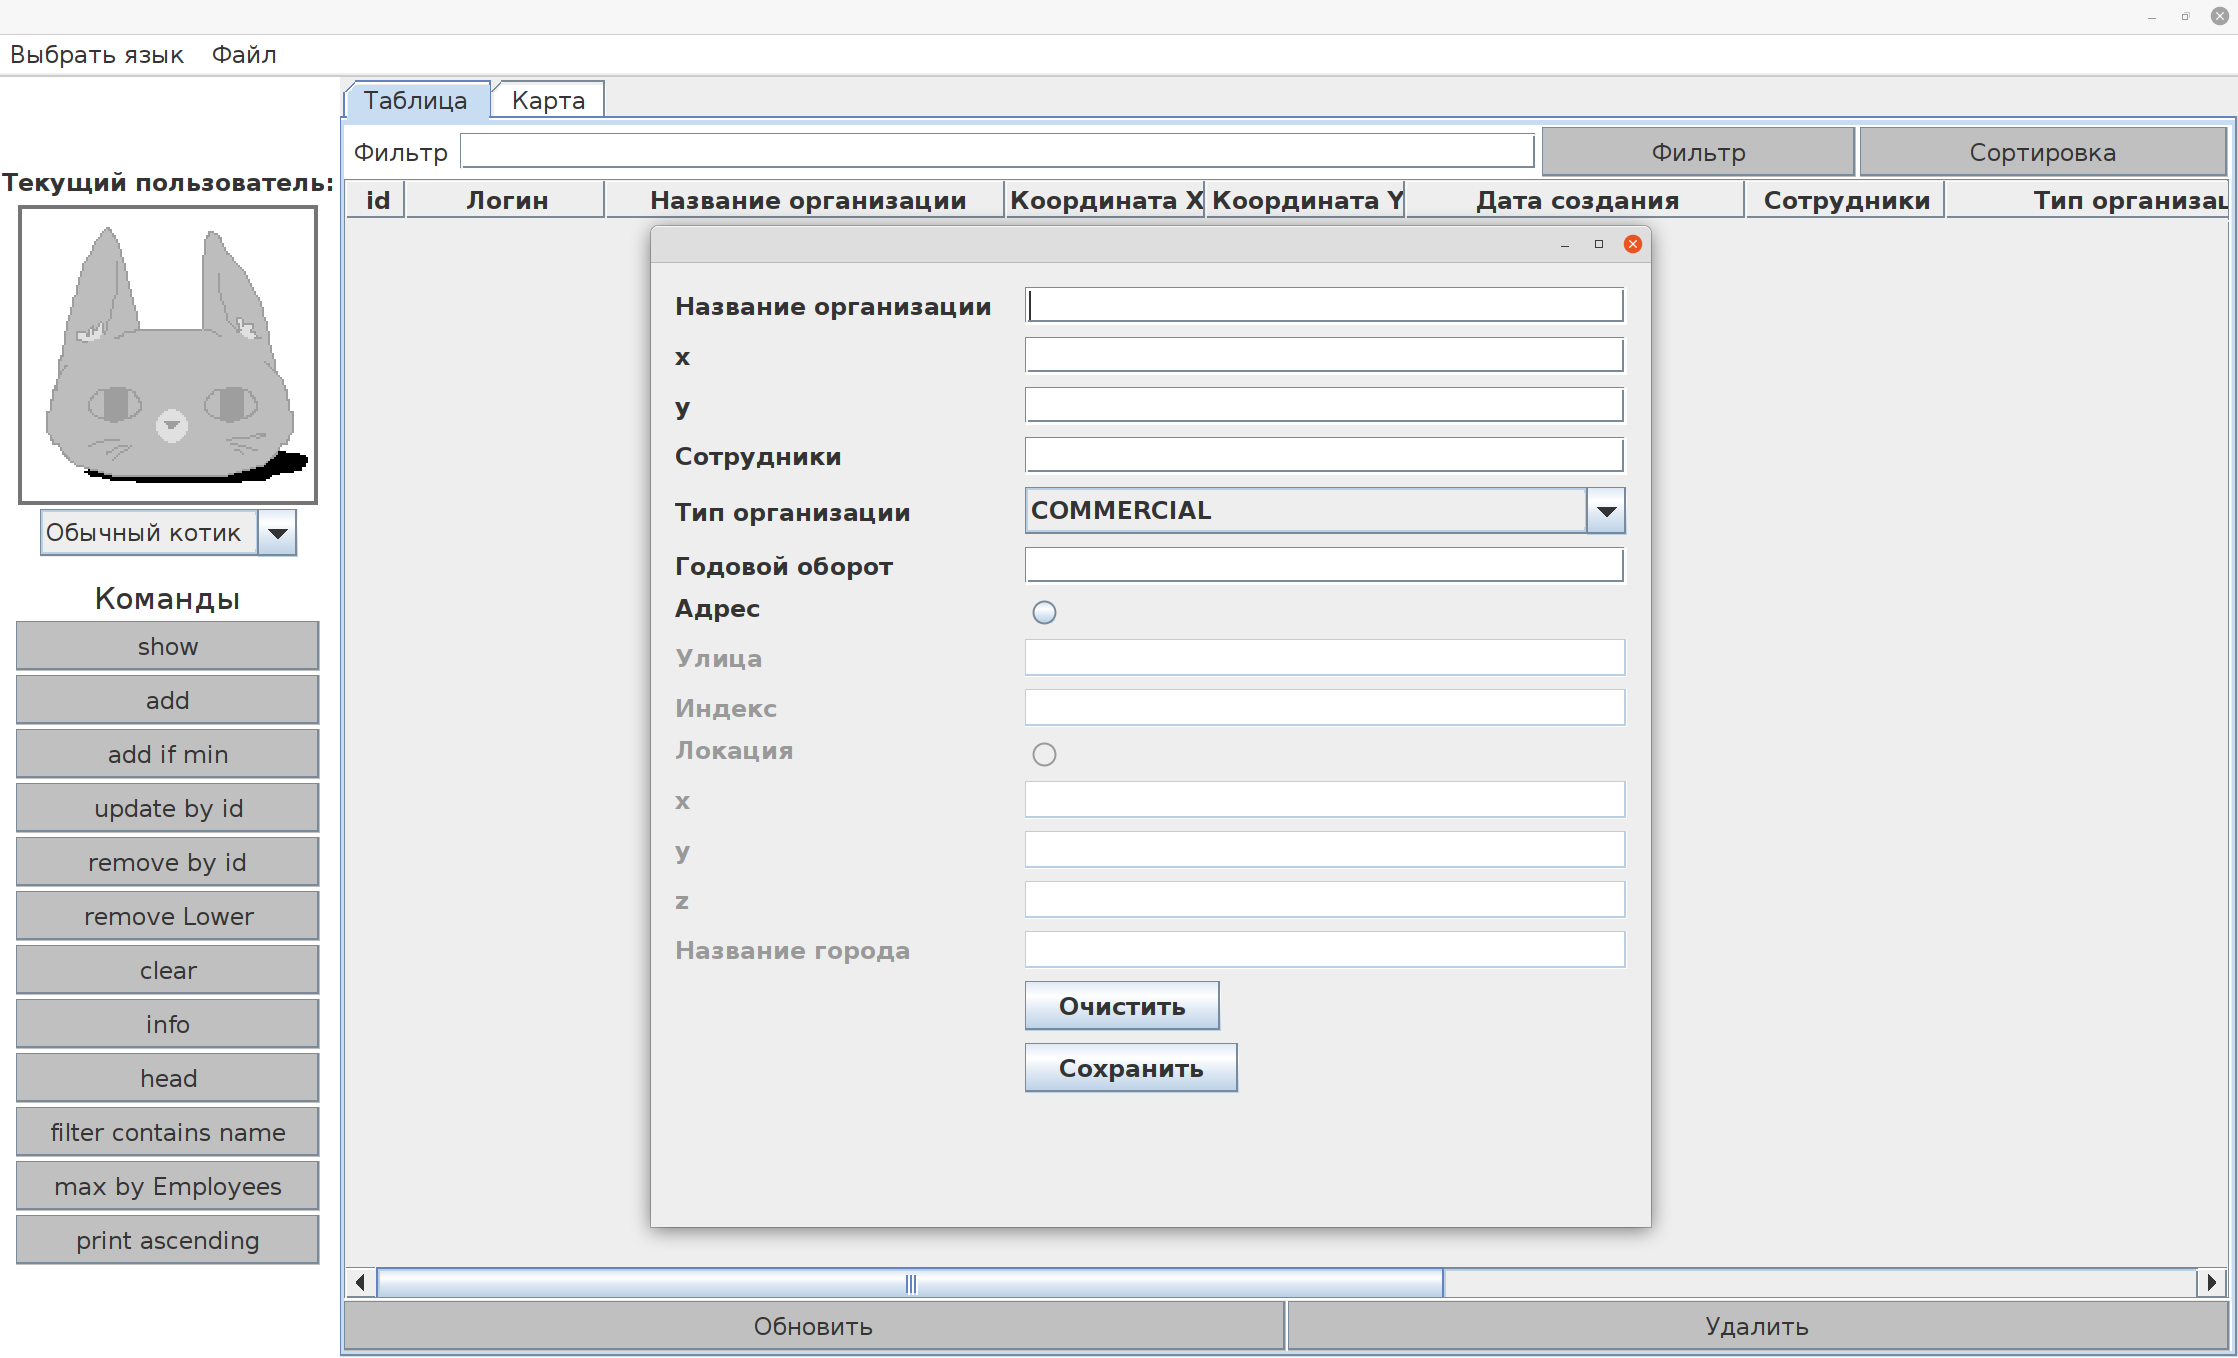 Выбрать язык Файл
Таблица Карта
Фильтр Фильтр Сортировка
Текущий пользователь:
id Логин Название организации Координата X Координата Y Дата создания Сотрудники Тип организац
Обычный котик
Команды
show
add
add if min
update by id
remove by id
remove Lower
clear
info
head
filter contains name
max by Employees
print ascending
Название организации
x
y
Сотрудники
Тип организации COMMERCIAL
Годовой оборот
Адрес
Улица
Индекс
Локация
x
y
z
Название города
Очистить
Сохранить
Обновить Удалить